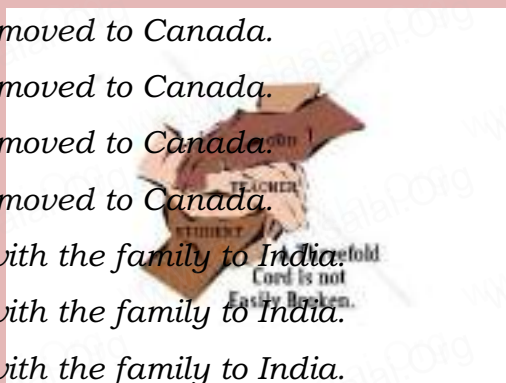 moved to Canada.
moved to Canada.
moved to Canada.
TEACHER
moved to Canada.
STUDENT
with the family to India.
A Threefold
Cord is not
Easily Broken.
with the family to India.
with the family to India.